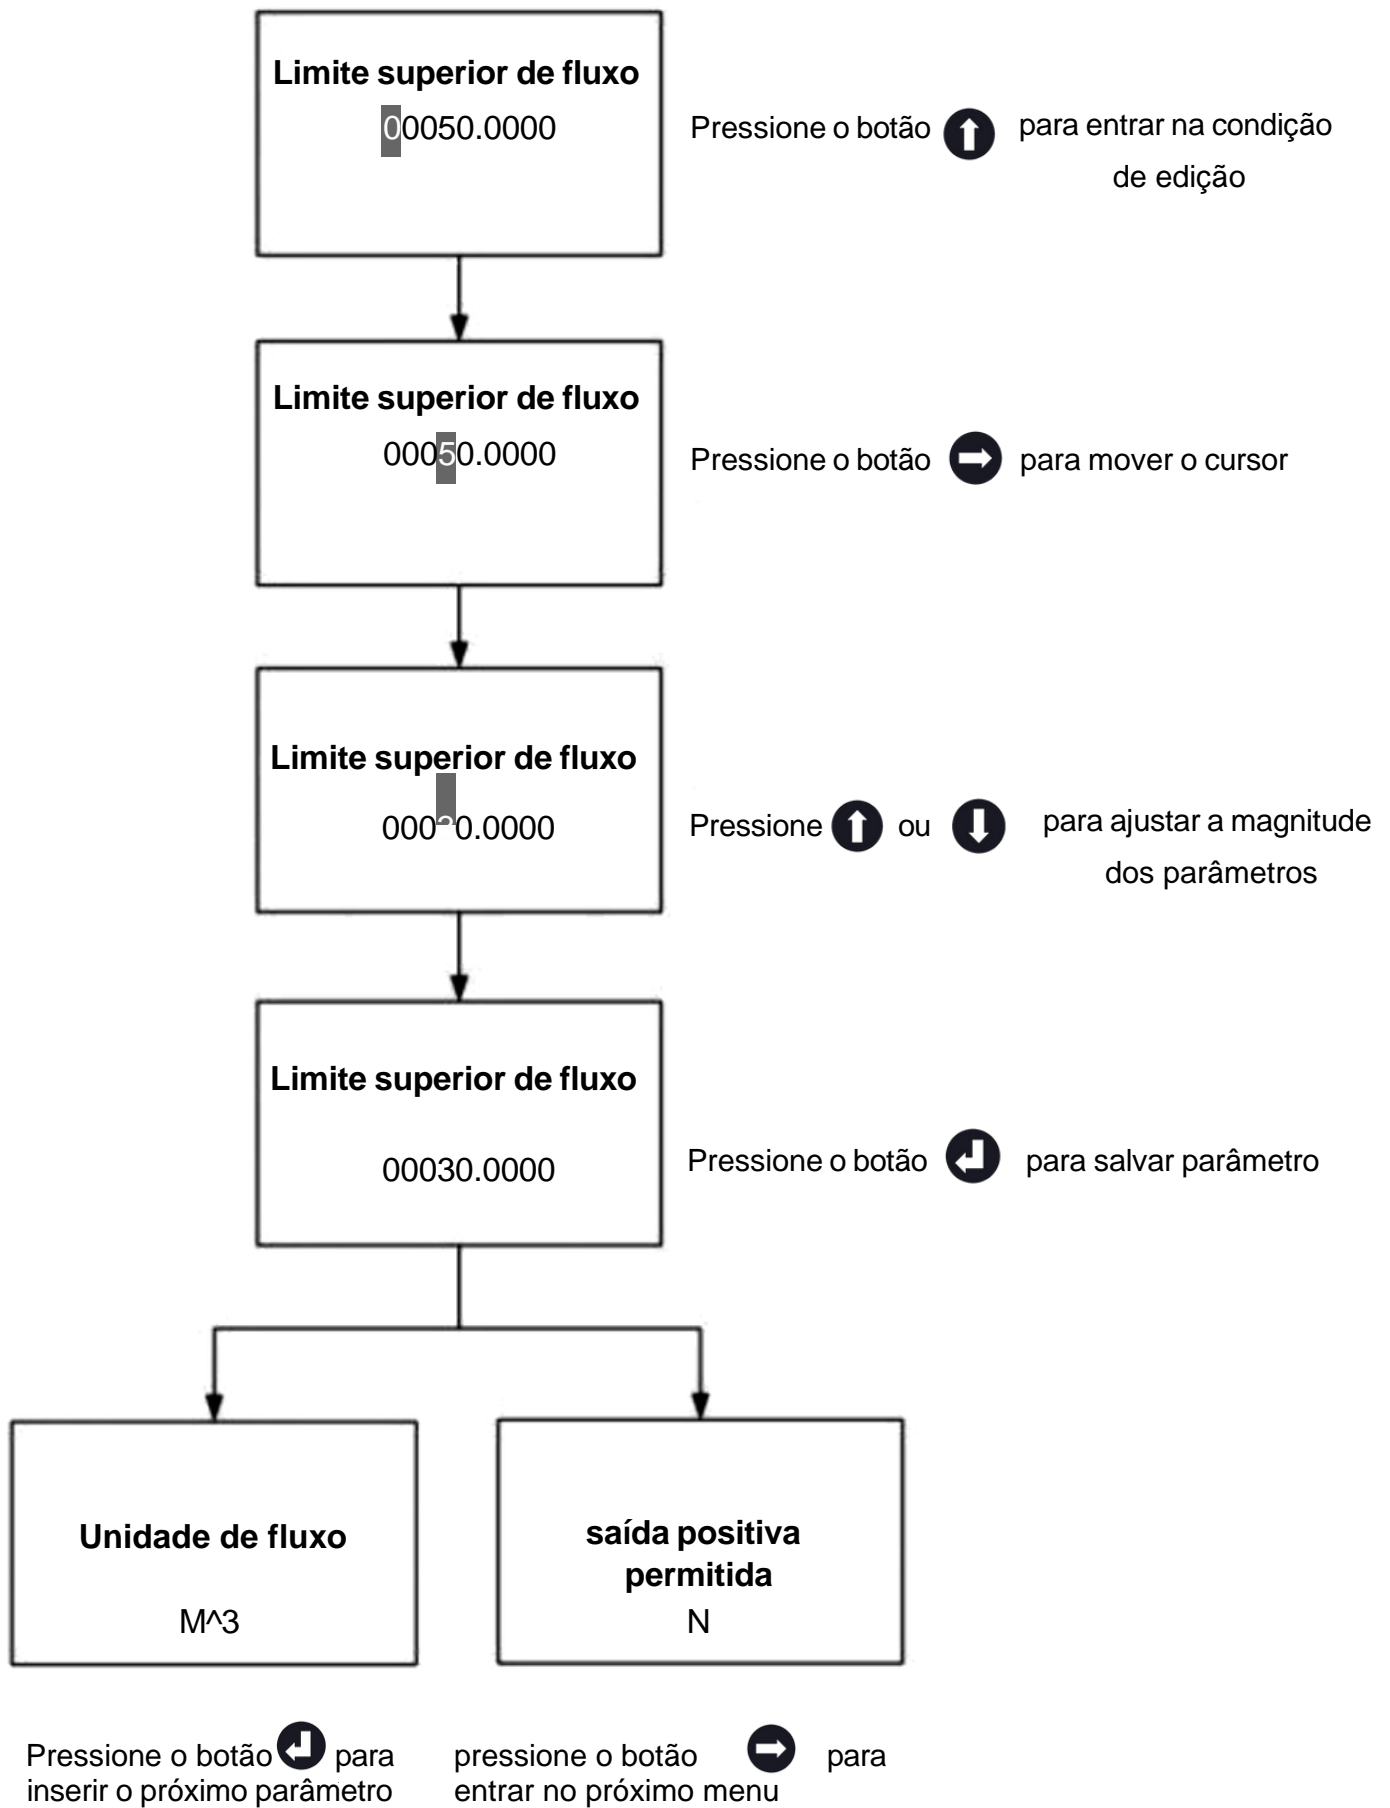 Limite superior de fluxo
00050.0000
Pressione o botão para entrar na condição
de edição
Limite superior de fluxo
00050.0000
Pressione o botão para mover o cursor
Limite superior de fluxo
000 0.0000
Pressione ou para ajustar a magnitude
dos parâmetros
Limite superior de fluxo
00030.0000
Pressione o botão para salvar parâmetro
Unidade de fluxo
M^3
saída positiva
permitida
N
Pressione o botão para
inserir o próximo parâmetro
pressione o botão para
entrar no próximo menu